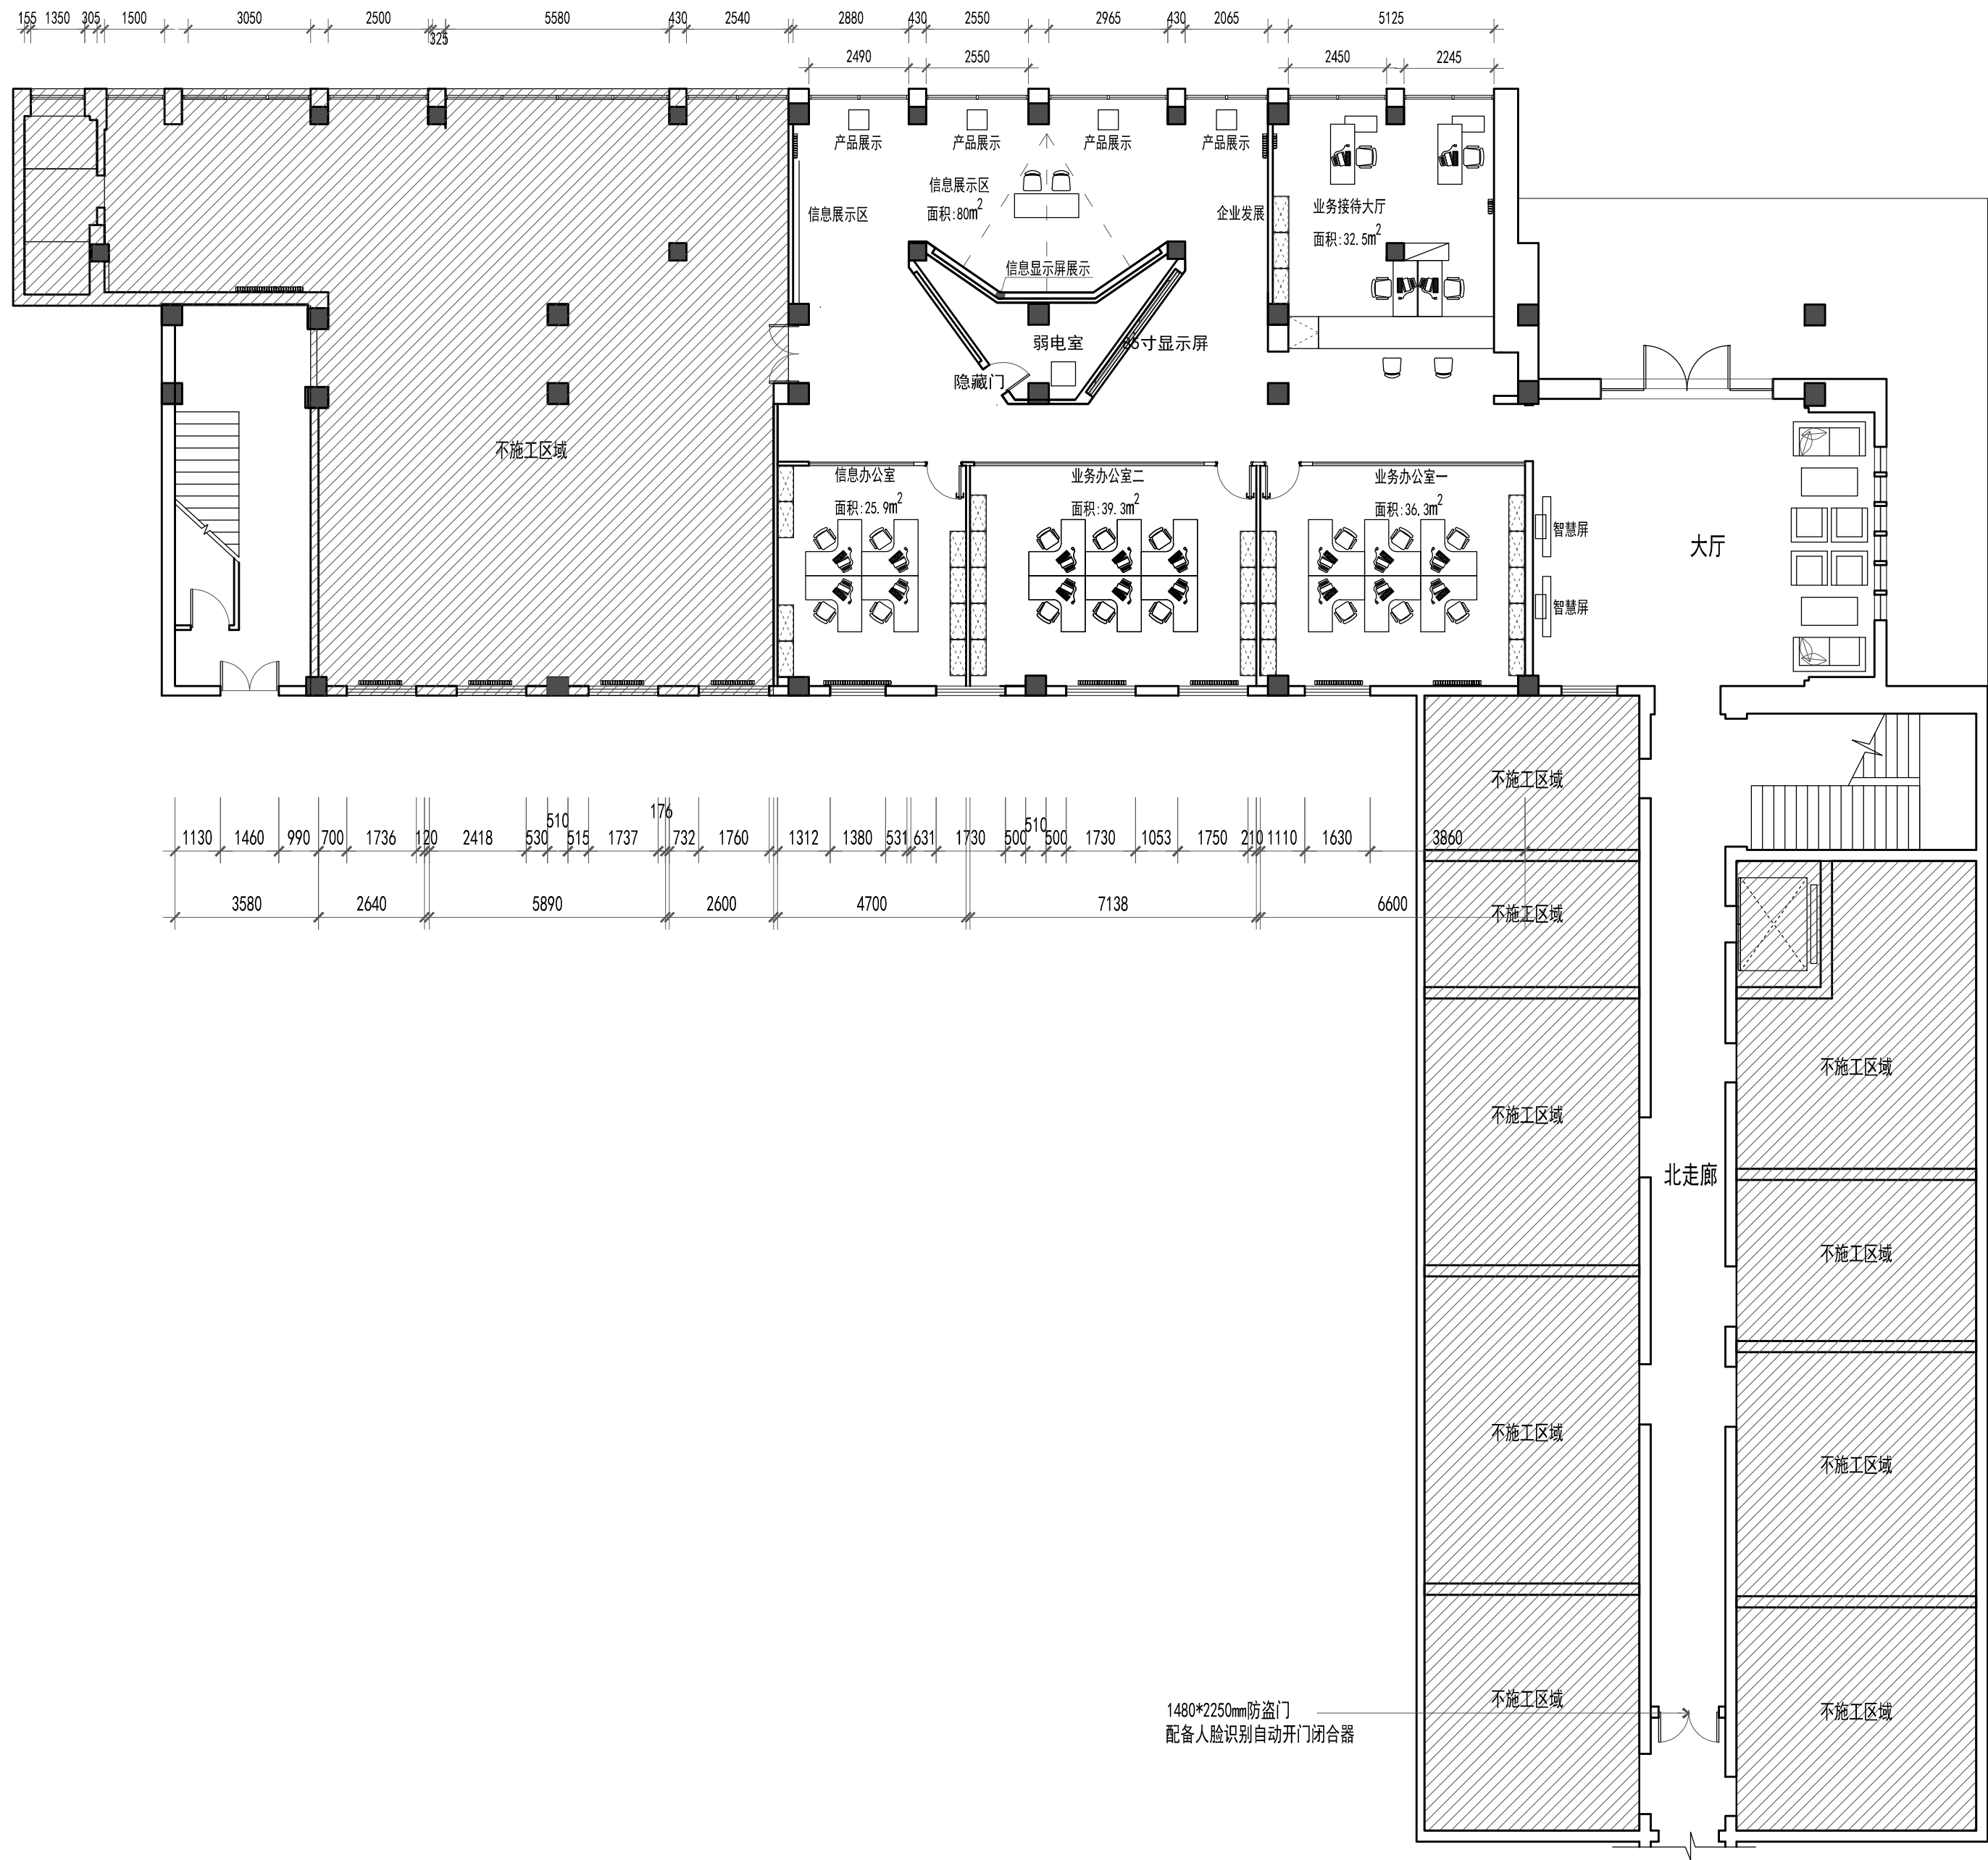 155 1350 305 1500 3050 2500 325 5580 430 2540 2880 430 2550 2965 430 2065 5125
2490 2550 2450 2245
产品展示 产品展示 产品展示 产品展示
信息展示区
面积:80m²
信息展示区
企业发展
业务接待大厅
面积:32.5m²
信息显示屏展示
弱电室
寸显示屏
隐藏门
不施工区域
信息办公室
面积:25.9m²
业务办公室二
面积:39.3m²
业务办公室一
面积:36.3m²
智慧屏
大厅
智慧屏
不施工区域
1130 1460 990 700 1736 120 2418 530 510 515 1737 176 732 1760 1312 1380 531 631 1730 500 510 500 1730 1053 1750 210 1110 1630 3860
3580 2640 5890 2600 4700 7138 6600
不施工区域
不施工区域
不施工区域
北走廊
不施工区域
不施工区域
不施工区域
不施工区域
不施工区域
1480*2250mm防盗门
配备人脸识别自动开门闭合器